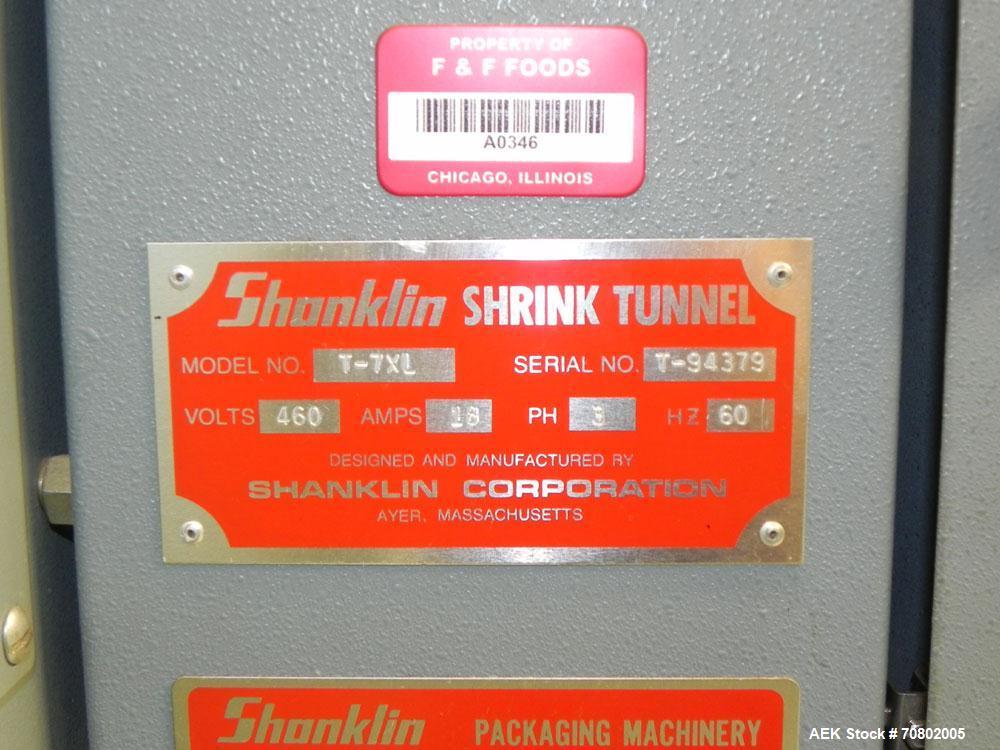 PROPERTY OF
F & F FOODS
A0346
CHICAGO, ILLINOIS
Shanklin SHRINK TUNNEL
MODEL NO. T-7XL SERIAL NO. T-94379
VOLTS 460 AMPS 18 PH 3 HZ 60
DESIGNED AND MANUFACTURED BY
SHANKLIN CORPORATION
AYER, MASSACHUSETTS
Shanklin PACKAGING MACHINERY
AEK Stock # 70802005